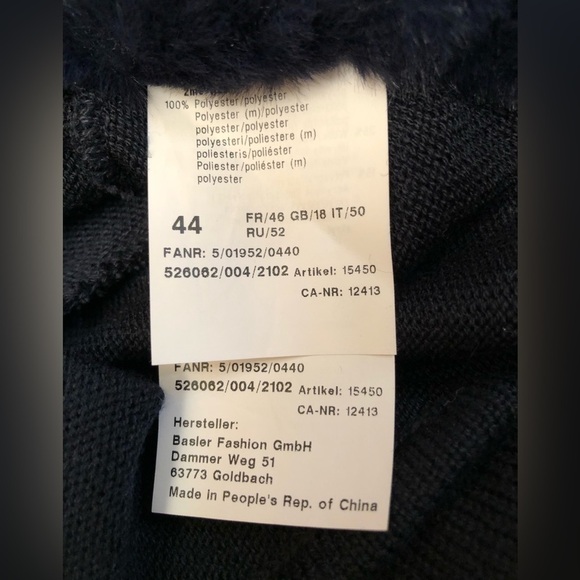 100% Polyester/polyester
Polyester (m)/polyester
polyester/polyester
polyesteri/poliestere (m)
poliesteris/poliéster
Poliester/poliéster (m)
polyester
44 FR/46 GB/18 IT/50
RU/52
FANR: 5/01952/0440
526062/004/2102 Artikel: 15450
CA-NR: 12413
FANR: 5/01952/0440
526062/004/2102 Artikel: 15450
CA-NR: 12413
Hersteller:
Basler Fashion GmbH
Dammer Weg 51
63773 Goldbach
Made in People's Rep. of China